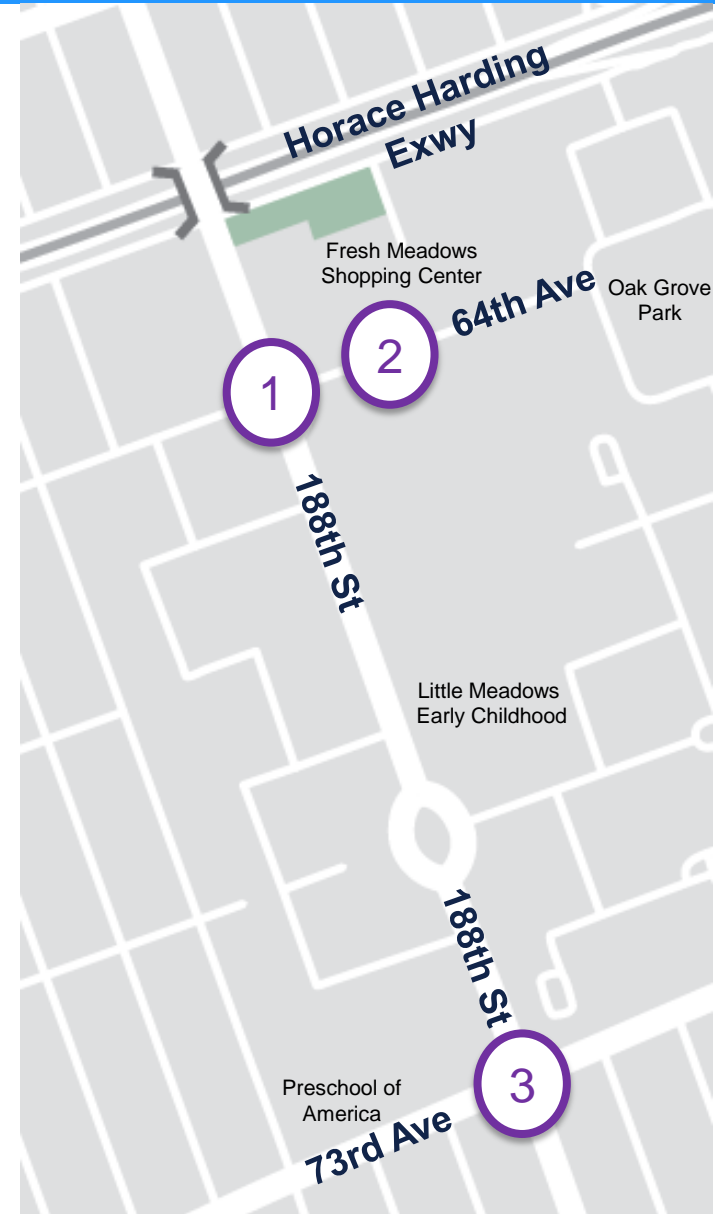 Horace Harding
Exwy
Fresh Meadows
Shopping Center
64th Ave
Oak Grove
Park
1
2
188th St
Little Meadows
Early Childhood
188th St
3
Preschool of
America
73rd Ave